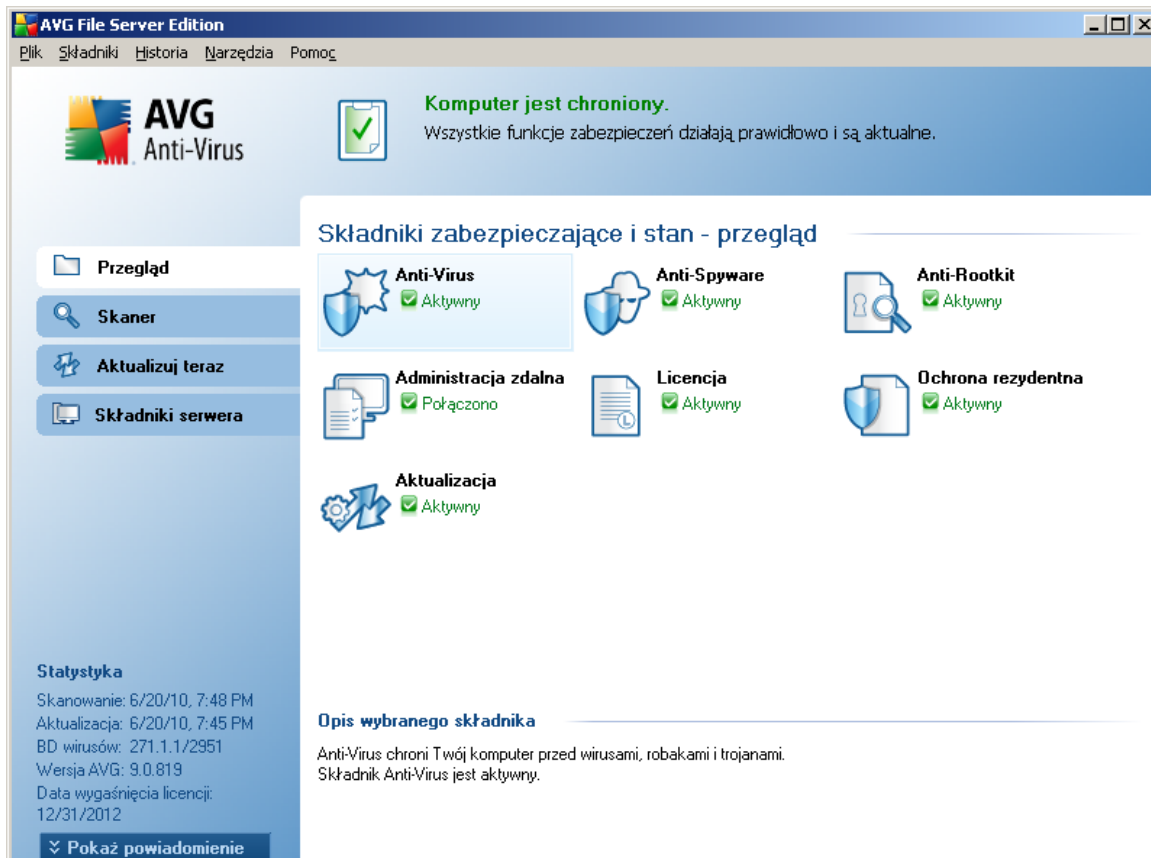 AVG File Server Edition
Plik Składniki Historia Narzędzia Pomoc
AVG
Anti-Virus
Komputer jest chroniony.
Wszystkie funkcje zabezpieczeń działają prawidłowo i są aktualne.
Przegląd
Skaner
Aktualizuj teraz
Składniki serwera
Składniki zabezpieczające i stan - przegląd
Anti-Virus
Aktywny
Anti-Spyware
Aktywny
Anti-Rootkit
Aktywny
Administracja zdalna
Połączono
Licencja
Aktywny
Ochrona rezydentna
Aktywny
Aktualizacja
Aktywny
Statystyka
Skanowanie: 6/20/10, 7:48 PM
Aktualizacja: 6/20/10, 7:45 PM
BD wirusów: 271.1.1/2951
Wersja AVG: 9.0.819
Data wygaśnięcia licencji:
12/31/2012
Pokaż powiadomienie
Opis wybranego składnika
Anti-Virus chroni Twój komputer przed wirusami, robakami i trojanami.
Składnik Anti-Virus jest aktywny.